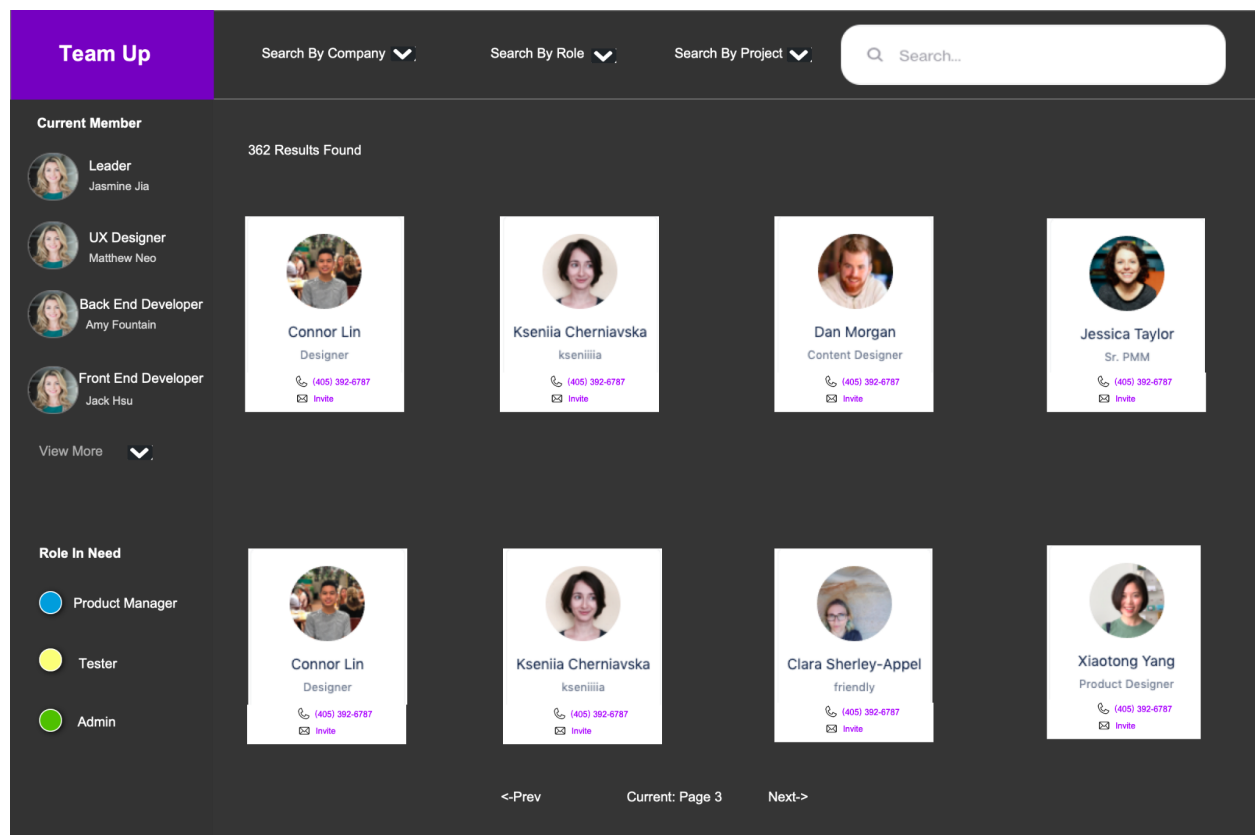 Team Up
Search By Company
Search By Role
Search By Project
Search...
Current Member
Leader
Jasmine Jia
UX Designer
Matthew Neo
Back End Developer
Amy Fountain
Front End Developer
Jack Hsu
View More
Role In Need
Product Manager
Tester
Admin
362 Results Found
Connor Lin
Designer
(405) 392-6787
Invite
Kseniia Cherniavska
kseniiiia
(405) 392-6787
Invite
Dan Morgan
Content Designer
(405) 392-6787
Invite
Jessica Taylor
Sr. PMM
(405) 392-6787
Invite
Connor Lin
Designer
(405) 392-6787
Invite
Kseniia Cherniavska
kseniiiia
(405) 392-6787
Invite
Clara Sherley-Appel
friendly
(405) 392-6787
Invite
Xiaotong Yang
Product Designer
(405) 392-6787
Invite
<-Prev
Current: Page 3
Next->